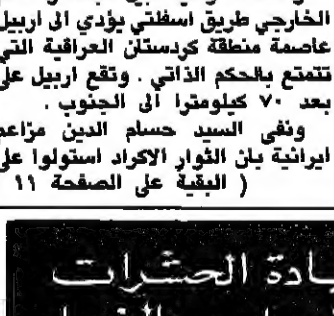 الخارجي طريق اسفلتي يؤدي الى اربيل
عاصمة منطقة كردستان العراقية التي
تتمتع بالحكم الذاتي . وتقع اربيل على
بعد ٧٠ كيلومترا الى الجنوب .
ونفى السيد حسام الدين مزاعم
ايرانية بان الثوار الاكراد استولوا على
( البقية على الصفحة ١١
ادة الحشرات